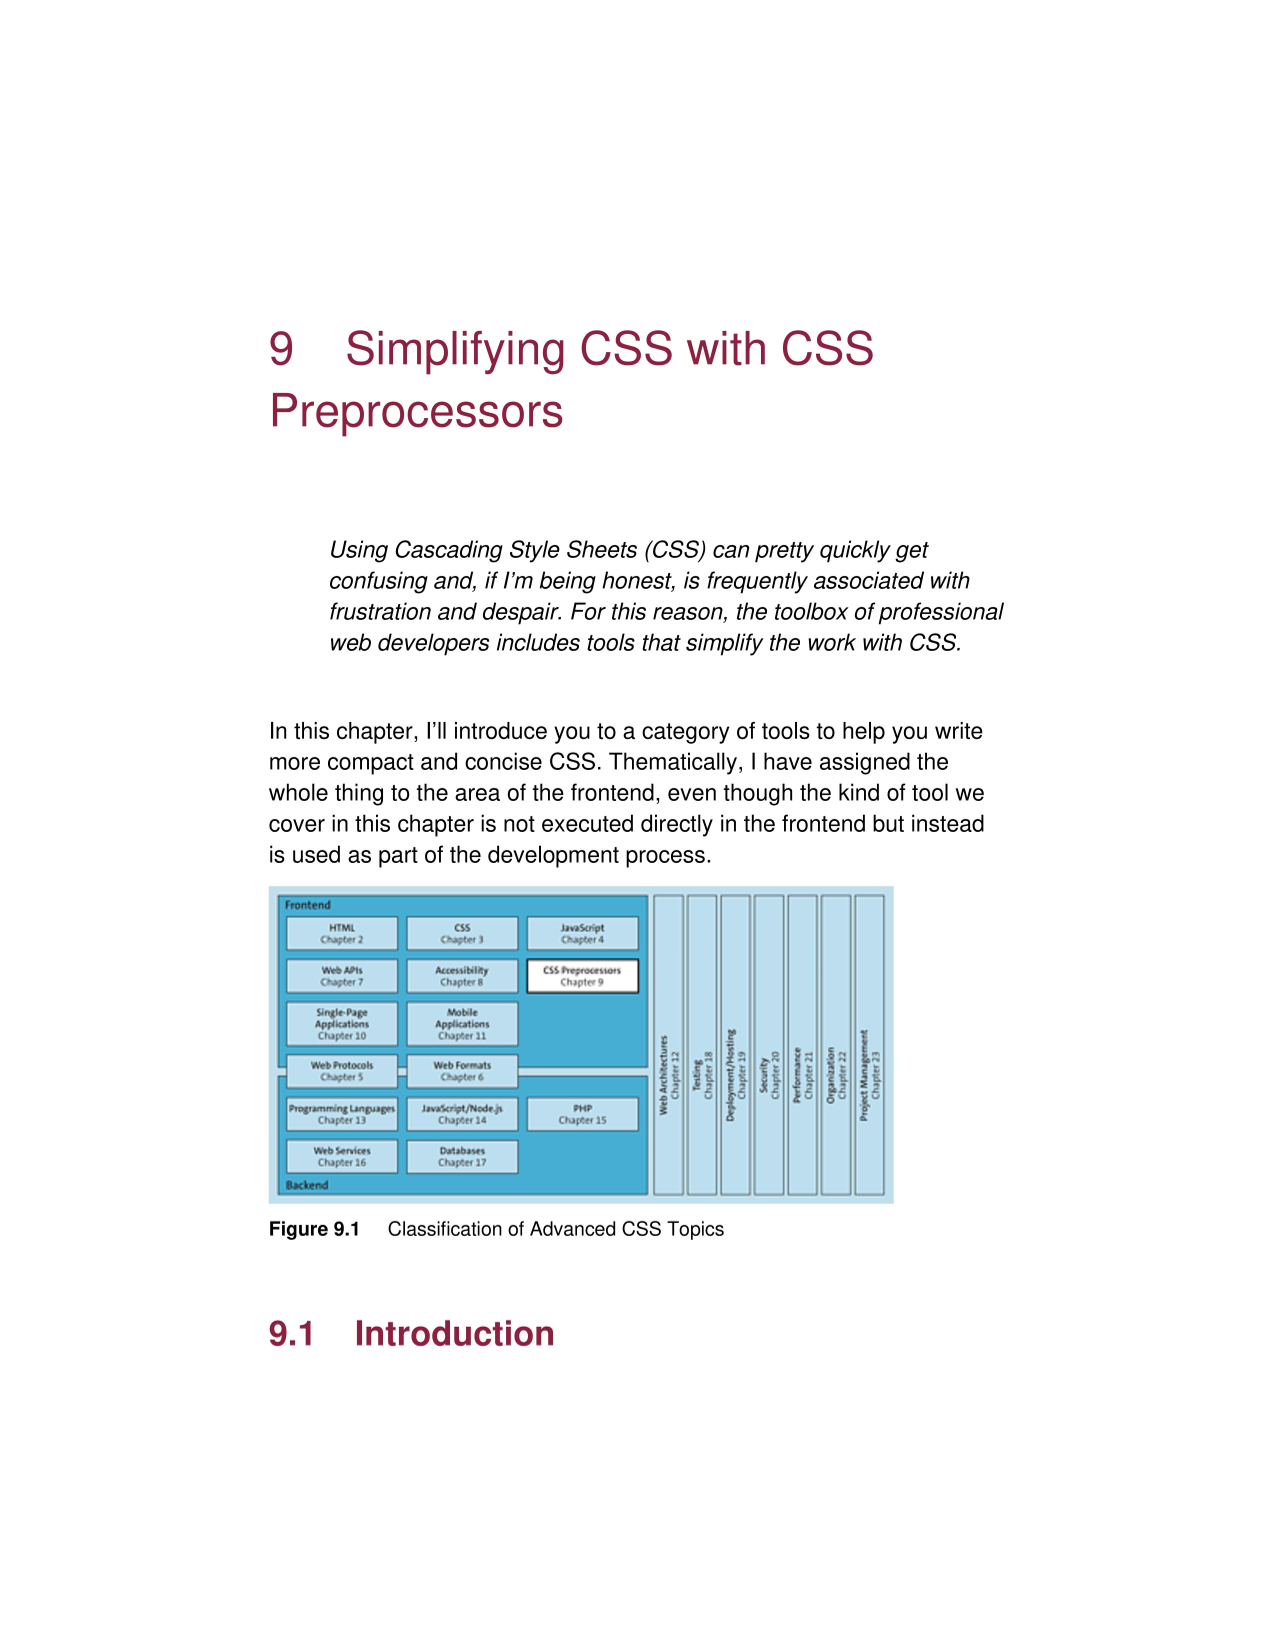 9 Simplifying CSS with CSS
Preprocessors
Using Cascading Style Sheets (CSS) can pretty quickly get
confusing and, if I'm being honest, is frequently associated with
frustration and despair. For this reason, the toolbox of professional
web developers includes tools that simplify the work with CSS.
In this chapter, I'll introduce you to a category of tools to help you write
more compact and concise CSS. Thematically, I have assigned the
whole thing to the area of the frontend, even though the kind of tool we
cover in this chapter is not executed directly in the frontend but instead
is used as part of the development process.
Frontend
HTML
Chapter 2
CSS
Chapter 3
JavaScript
Chapter 4
Web APIs
Chapter 7
Accessibility
Chapter 8
CSS Preprocessors
Chapter 9
Single-Page
Applications
Chapter 10
Mobile
Applications
Chapter 11
Web Protocols
Chapter 5
Web Formats
Chapter 6
Programming Languages
Chapter 13
JavaScript/Node.js
Chapter 14
PHP
Chapter 15
Web Services
Chapter 16
Databases
Chapter 17
Backend
Web Architectures
Chapter 12
Testing
Chapter 18
Deployment/Hosting
Chapter 19
Security
Chapter 20
Performance
Chapter 21
Organization
Chapter 22
Project Management
Chapter 23
Figure 9.1 Classification of Advanced CSS Topics
9.1 Introduction